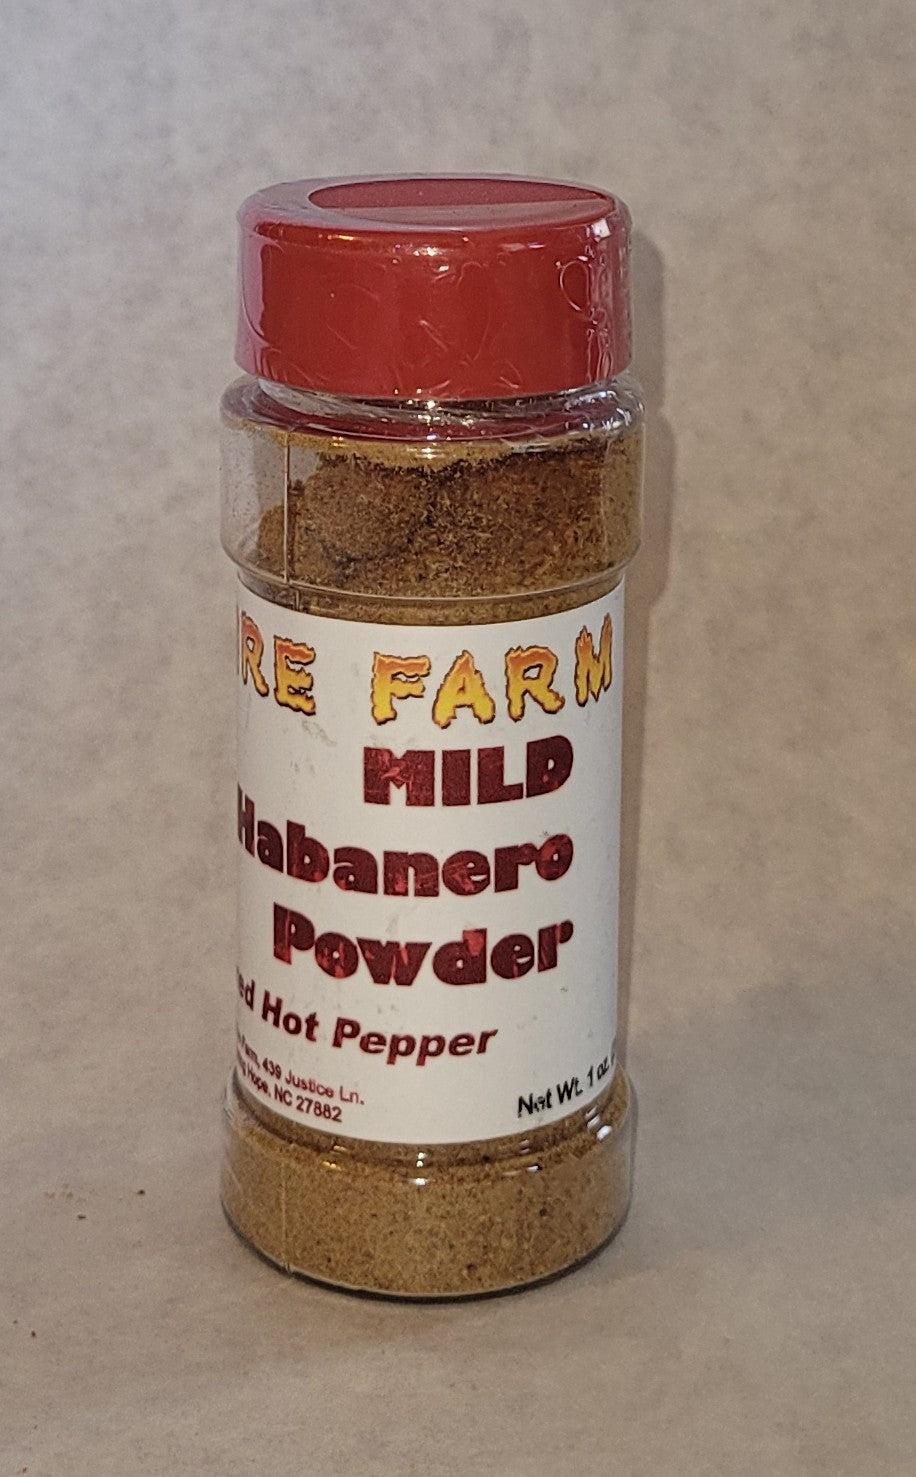 RE FARM
MILD
Habanero
Powder
ed Hot Pepper
Farm, 439 Justice Ln.
Hope, NC 27882
Net Wt. 1 oz.